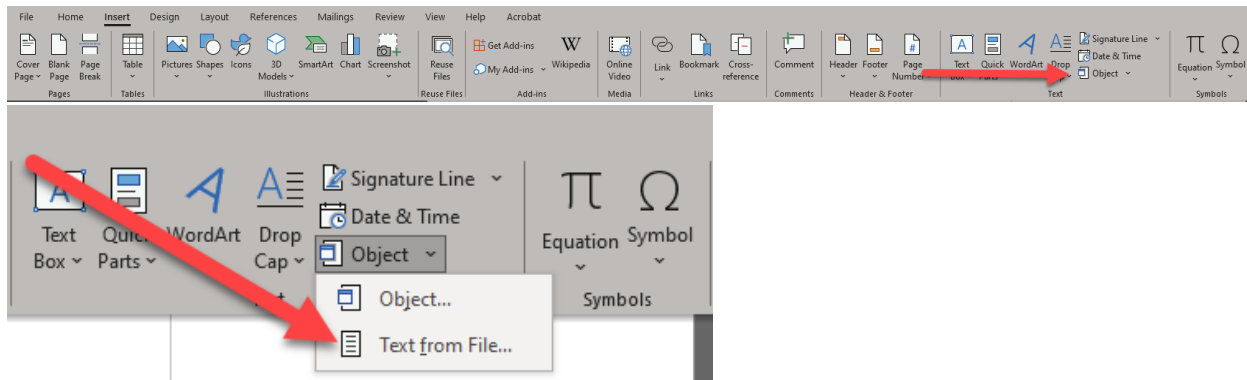 File Home Insert Design Layout References Mailings Review View Help Acrobat
Cover Page Blank Page Page Break
Pages
Table
Tables
Pictures Shapes Icons 3D Models SmartArt Chart Screenshot
Illustrations
Reuse Files
Reuse Files
Get Add-ins
My Add-ins
Wikipedia
Add-ins
Online Video
Media
Link Bookmark Cross-reference
Links
Comment
Comments
Header Footer Page Number
Header & Footer
Text Quick WordArt Drop
Signature Line
Date & Time
Object
Text
Equation Symbol
Symbols
Text Box
Quick Parts
WordArt
Drop Cap
Signature Line
Date & Time
Object
Equation Symbol
Symbols
Object...
Text from File...